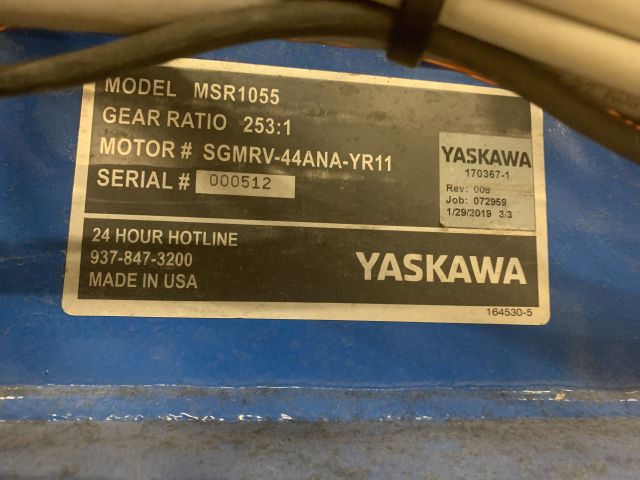 MODEL MSR1055
GEAR RATIO 253:1
MOTOR # SGMRV-44ANA-YR11
SERIAL # 000512
YASKAWA
170367-1
Rev: 00B
Job: 072959
1/29/2019 3/3
24 HOUR HOTLINE
937-847-3200
MADE IN USA
YASKAWA
164530-5